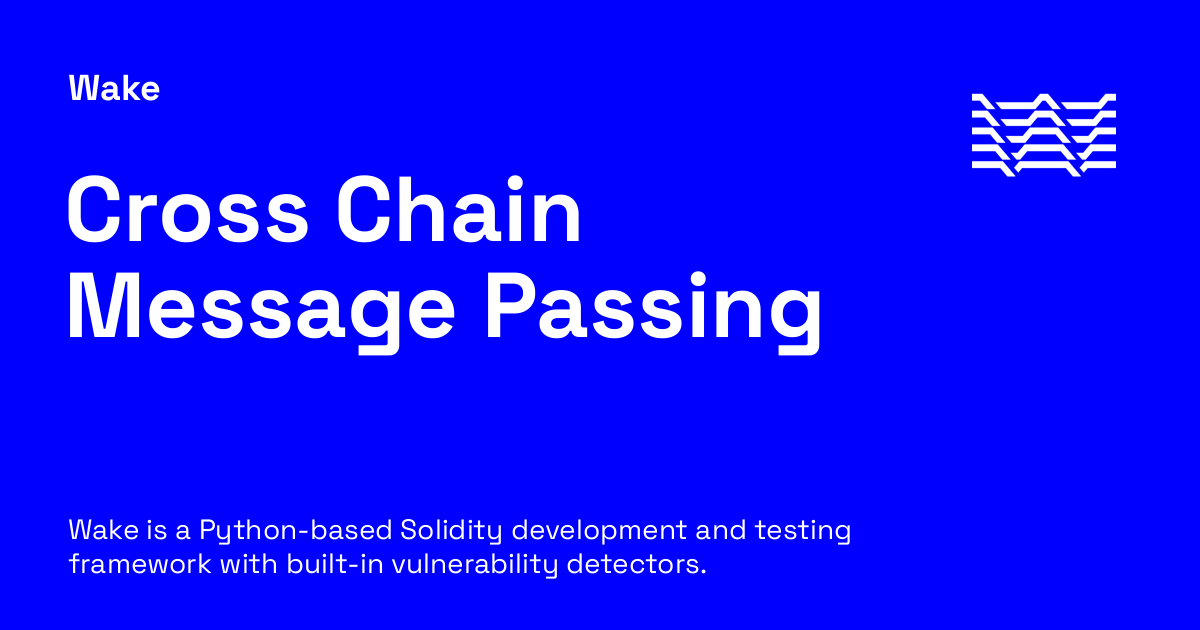 Wake
Cross Chain
Message Passing
Wake is a Python-based Solidity development and testing
framework with built-in vulnerability detectors.